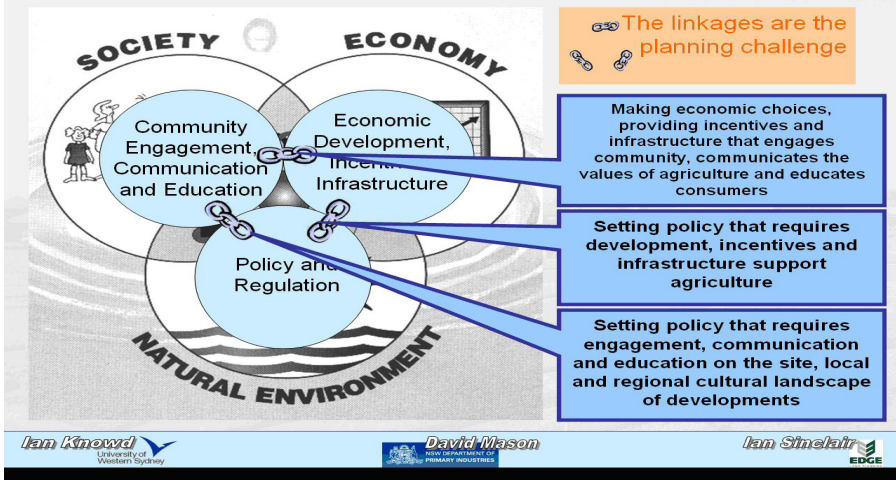 SOCIETY
ECONOMY
NATURAL ENVIRONMENT
Community
Engagement,
Communication
and Education
Economic
Development,
Incentives
Infrastructure
Policy and
Regulation
The linkages are the
planning challenge
Making economic choices,
providing incentives and
infrastructure that engages
community, communicates the
values of agriculture and educates
consumers
Setting policy that requires
development, incentives and
infrastructure support
agriculture
Setting policy that requires
engagement, communication
and education on the site, local
and regional cultural landscape
of developments
Ian Knowd
University of
Western Sydney
David Mason
NSW DEPARTMENT OF
PRIMARY INDUSTRIES
Ian Sinclair
EDGE